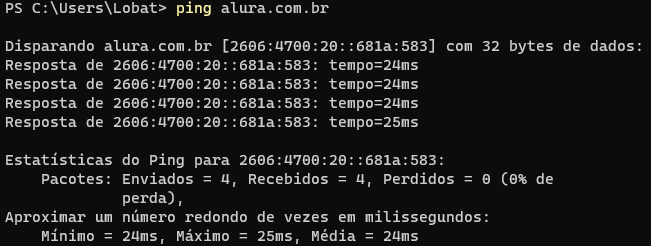 PS C:\Users\Lobat> ping alura.com.br
Disparando alura.com.br [2606:4700:20::681a:583] com 32 bytes de dados:
Resposta de 2606:4700:20::681a:583: tempo=24ms
Resposta de 2606:4700:20::681a:583: tempo=24ms
Resposta de 2606:4700:20::681a:583: tempo=24ms
Resposta de 2606:4700:20::681a:583: tempo=25ms
Estatísticas do Ping para 2606:4700:20::681a:583:
Pacotes: Enviados = 4, Recebidos = 4, Perdidos = 0 (0% de
perda),
Aproximar um número redondo de vezes em milissegundos:
Mínimo = 24ms, Máximo = 25ms, Média = 24ms